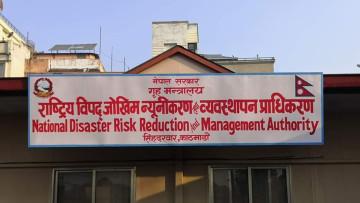 नेपाल सरकार
गृह मन्त्रालय
राष्ट्रिय विपद् जोखिम न्यूनीकरण तथा व्यवस्थापन प्राधिकरण
National Disaster Risk Reduction and Management Authority
सिंहदरबार, काठमाडौं